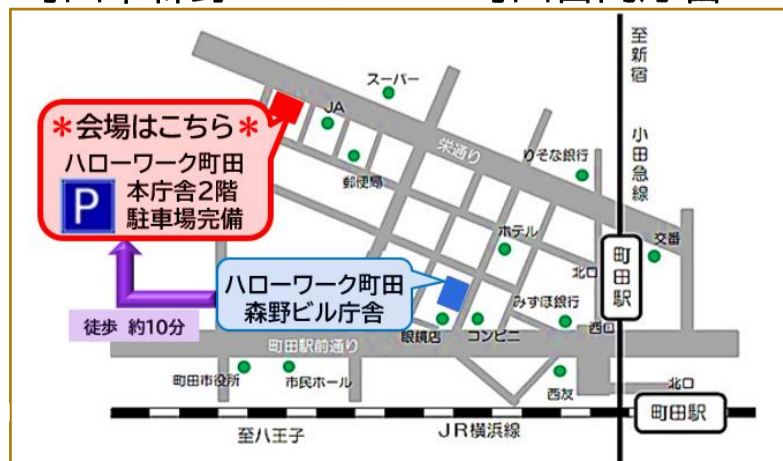 至新宿
小田急線
スーパー
JA
＊会場はこちら＊
ハローワーク町田
P
本庁舎2階
駐車場完備
栄通り
りそな銀行
郵便局
ホテル
交番
北口
町田駅
ハローワーク町田
森野ビル庁舎
みずほ銀行
西口
徒歩 約10分
眼鏡店
コンビニ
町田駅前通り
町田市役所
市民ホール
西友
北口
町田駅
至八王子
JR横浜線